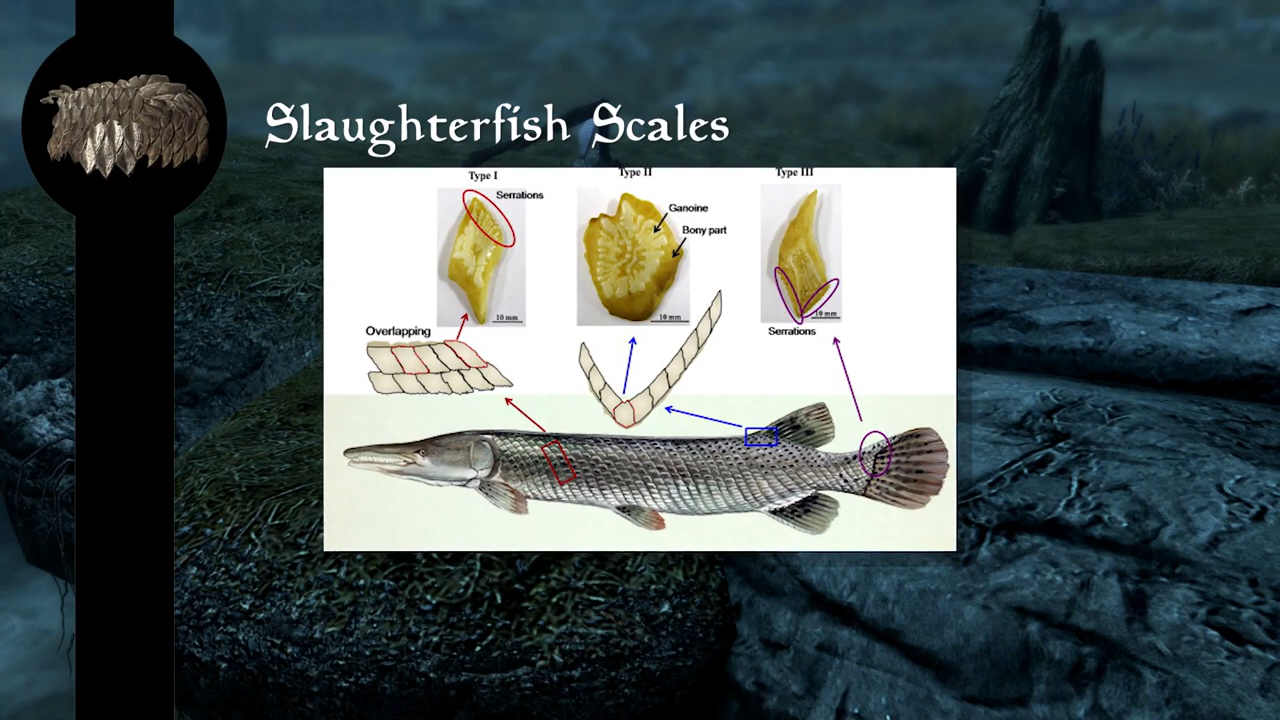 Slaughterfish Scales
Type I
Type II
Type III
Serrations
Ganoine
Bony part
10 mm
10 mm
10 mm
Overlapping
Serrations